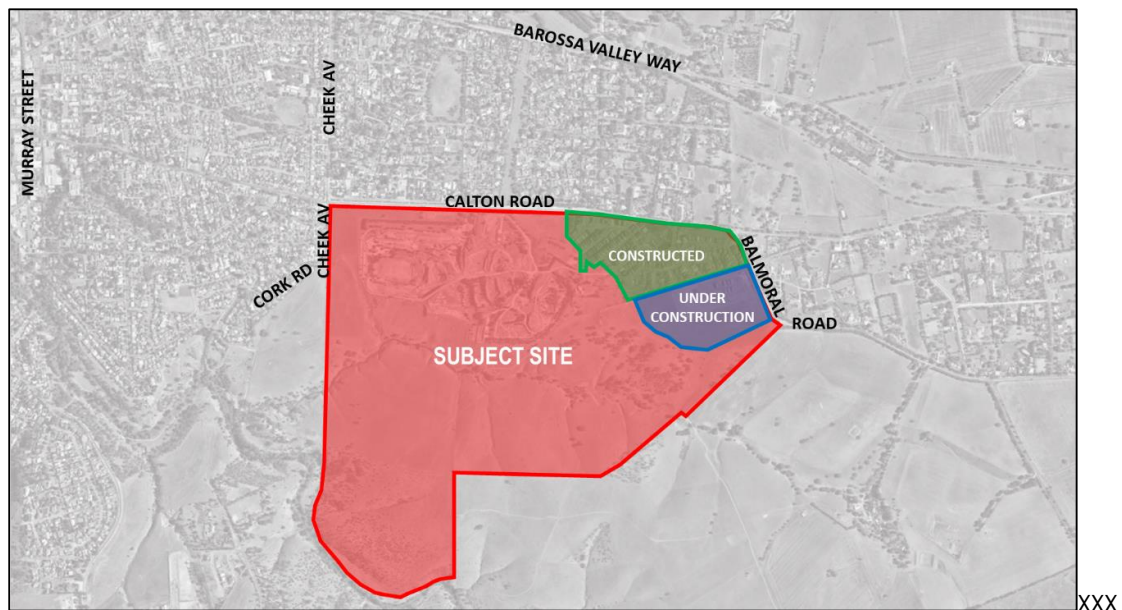 BAROSSA VALLEY WAY
MURRAY STREET
CHEEK AV
CALTON ROAD
CHEEK AV
CORK RD
CONSTRUCTED
BALMORAL
ROAD
UNDER
CONSTRUCTION
SUBJECT SITE
XXX